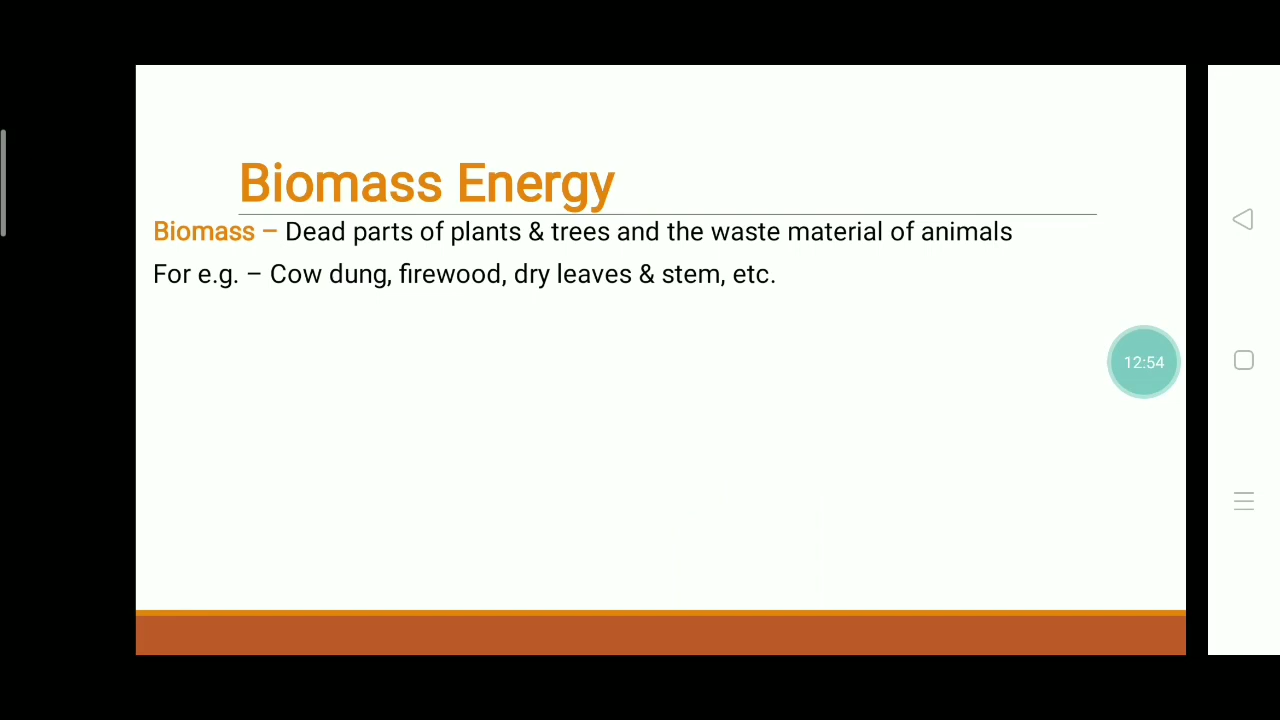 Biomass Energy
Biomass – Dead parts of plants & trees and the waste material of animals
For e.g. – Cow dung, firewood, dry leaves & stem, etc.
12:54